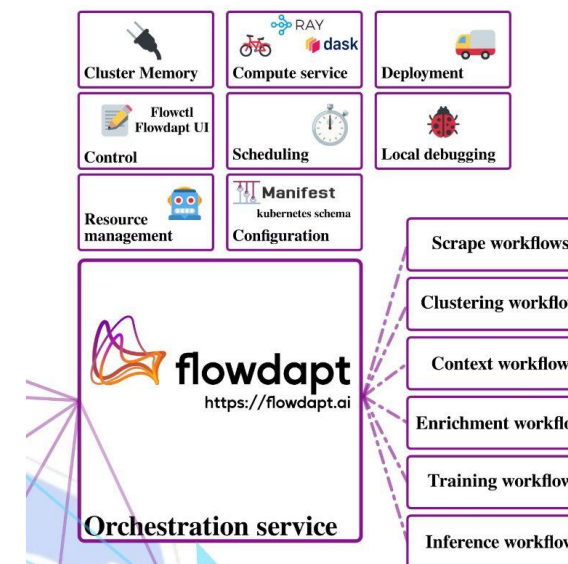 Cluster Memory
RAY
dask
Compute service
Deployment
Flowctl
Flowdapt UI
Control
Scheduling
Local debugging
Resource
management
Manifest
kubernetes schema
Configuration
flowdapt
https://flowdapt.ai
Orchestration service
Scrape workflows
Clustering workflo
Context workflow
Enrichment workflo
Training workflow
Inference workflow